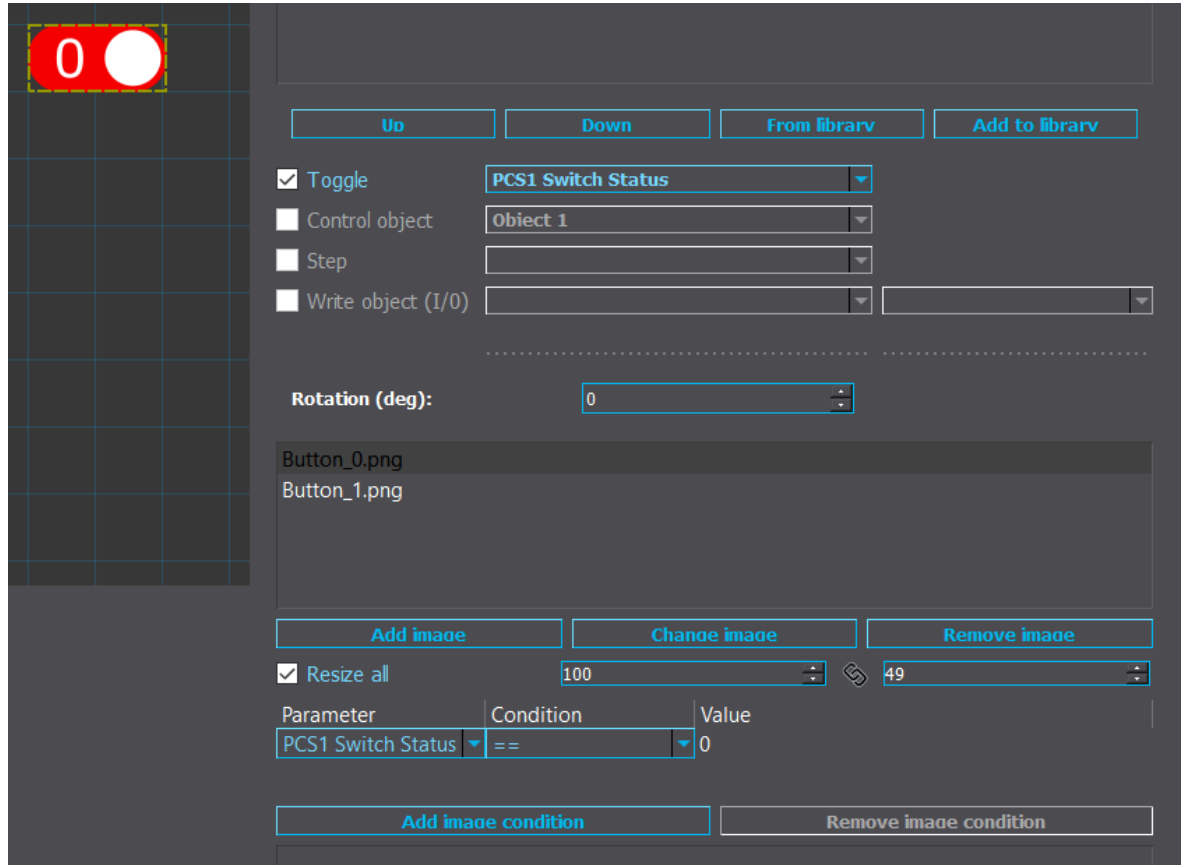 0
Up Down From library Add to library
Toggle PCS1 Switch Status
Control object Object 1
Step
Write object (I/0)
Rotation (deg): 0
Button_0.png
Button_1.png
Add image Change image Remove image
Resize all 100 49
Parameter Condition Value
PCS1 Switch Status == 0
Add image condition Remove image condition